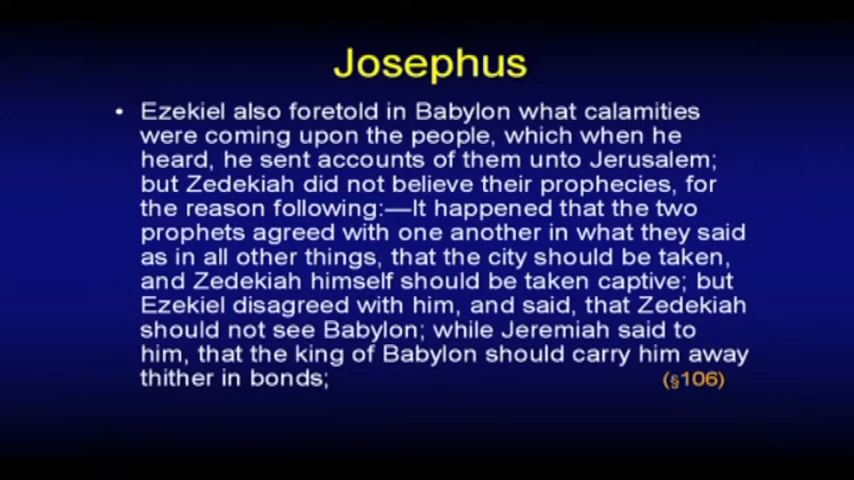 Josephus
• Ezekiel also foretold in Babylon what calamities
were coming upon the people, which when he
heard, he sent accounts of them unto Jerusalem;
but Zedekiah did not believe their prophecies, for
the reason following:—It happened that the two
prophets agreed with one another in what they said
as in all other things, that the city should be taken,
and Zedekiah himself should be taken captive; but
Ezekiel disagreed with him, and said, that Zedekiah
should not see Babylon; while Jeremiah said to
him, that the king of Babylon should carry him away
thither in bonds; (§106)